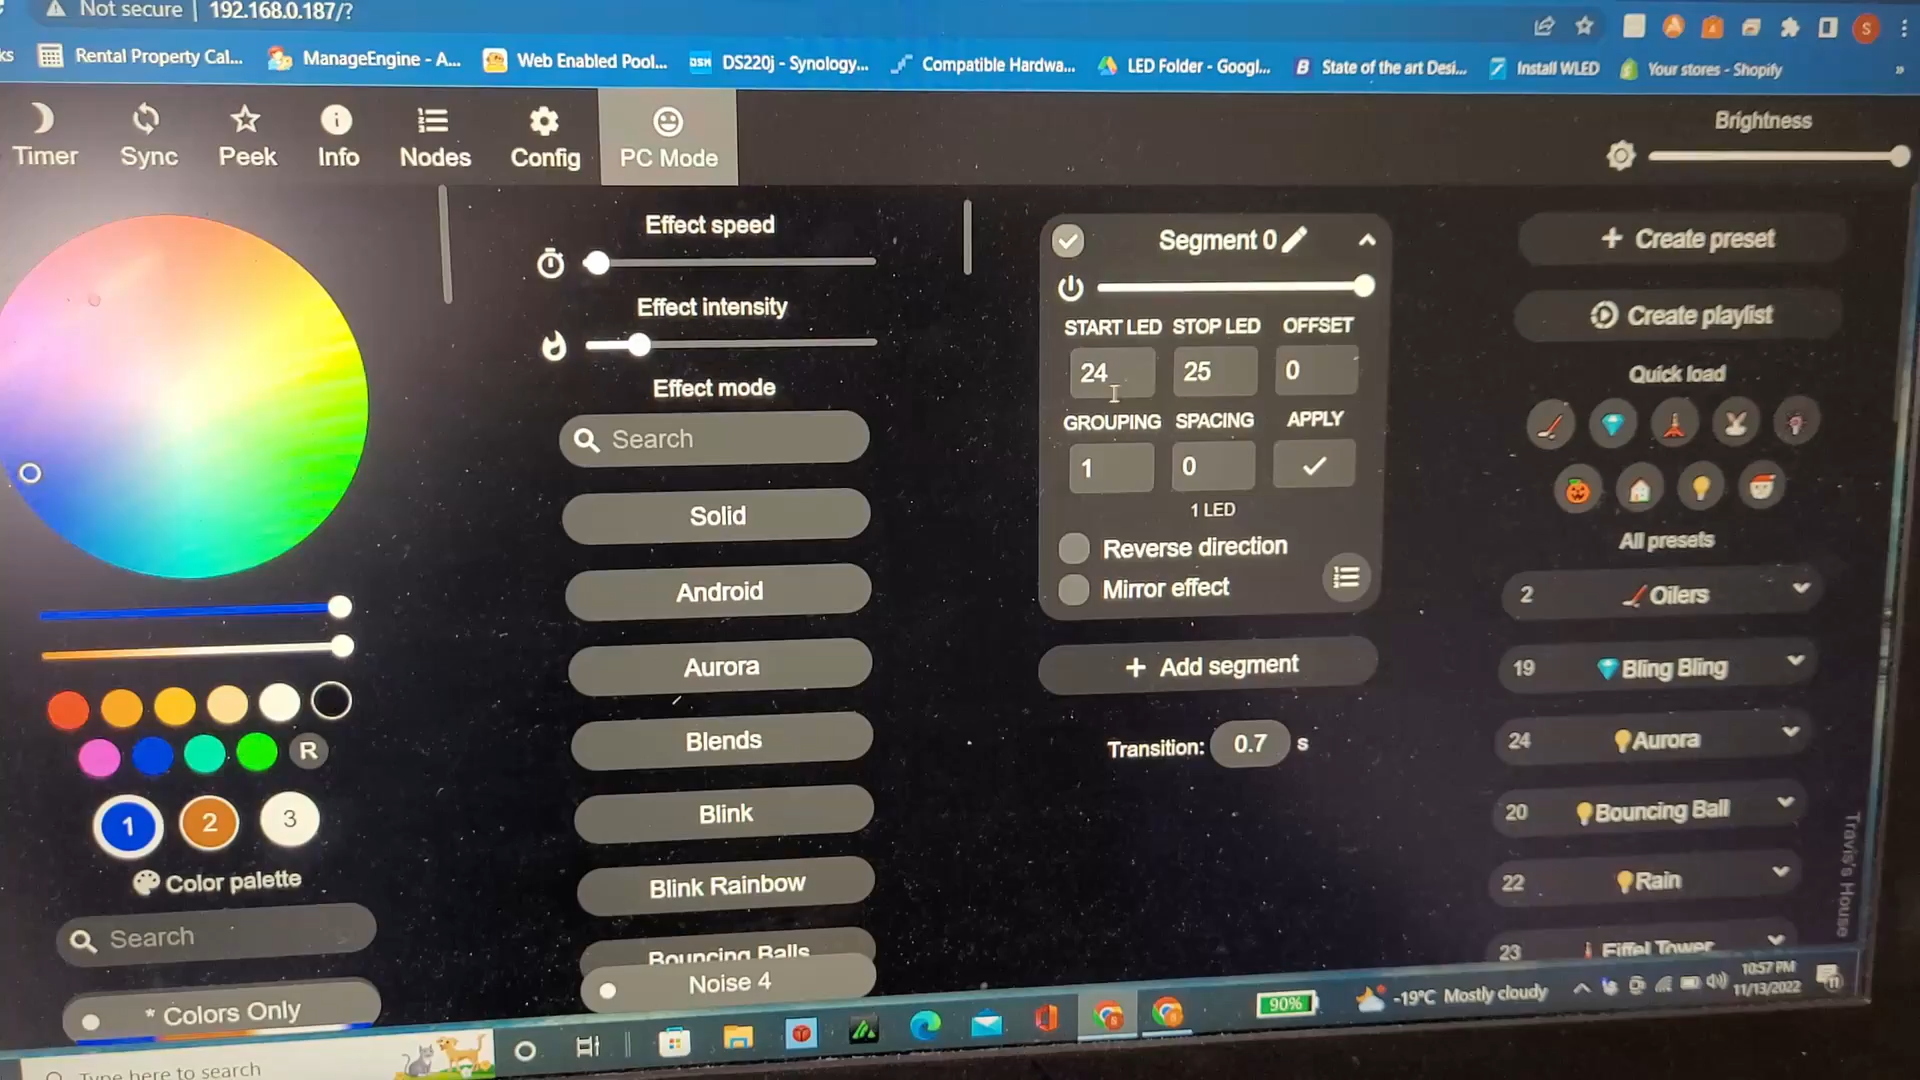 Not secure | 192.168.0.187/?
ks Rental Property Cal... ManageEngine - A... Web Enabled Pool... DSM DS220j - Synology... Compatible Hardwa... LED Folder - Googl... B State of the art Desi... Install WLED Your stores - Shopify »
S
Timer Sync Peek Info Nodes Config PC Mode
Brightness
Effect speed
Effect intensity
Effect mode
Search
Solid
Android
Aurora
Blends
Blink
Blink Rainbow
Bouncing Balls
Noise 4
R
1 2 3
Color palette
Search
* Colors Only
Segment 0
START LED STOP LED OFFSET
24 25 0
GROUPING SPACING APPLY
1 0
1 LED
Reverse direction
Mirror effect
+ Add segment
Transition: 0.7 s
+ Create preset
Create playlist
Quick load
All presets
2 Oilers
19 Bling Bling
24 Aurora
20 Bouncing Ball
22 Rain
23 Eiffel Tower
Travis's House
Type here to search
90%
-19°C Mostly cloudy
10:57 PM
11/13/2022